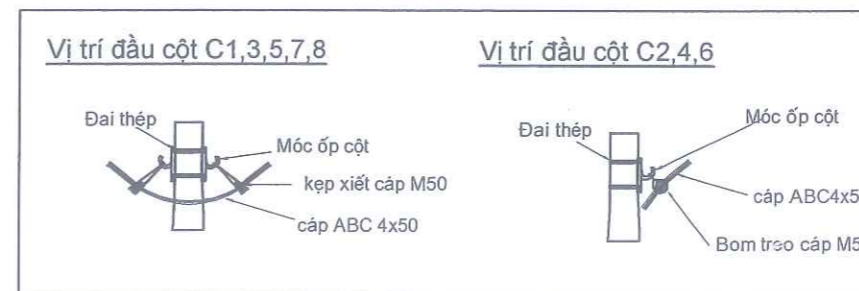 Vị trí đầu cột C1,3,5,7,8
Đai thép
Móc ốp cột
kẹp xiết cáp M50
cáp ABC 4x50
Vị trí đầu cột C2,4,6
Đai thép
Móc ốp cột
cáp ABC4x5
Bom treo cáp M5